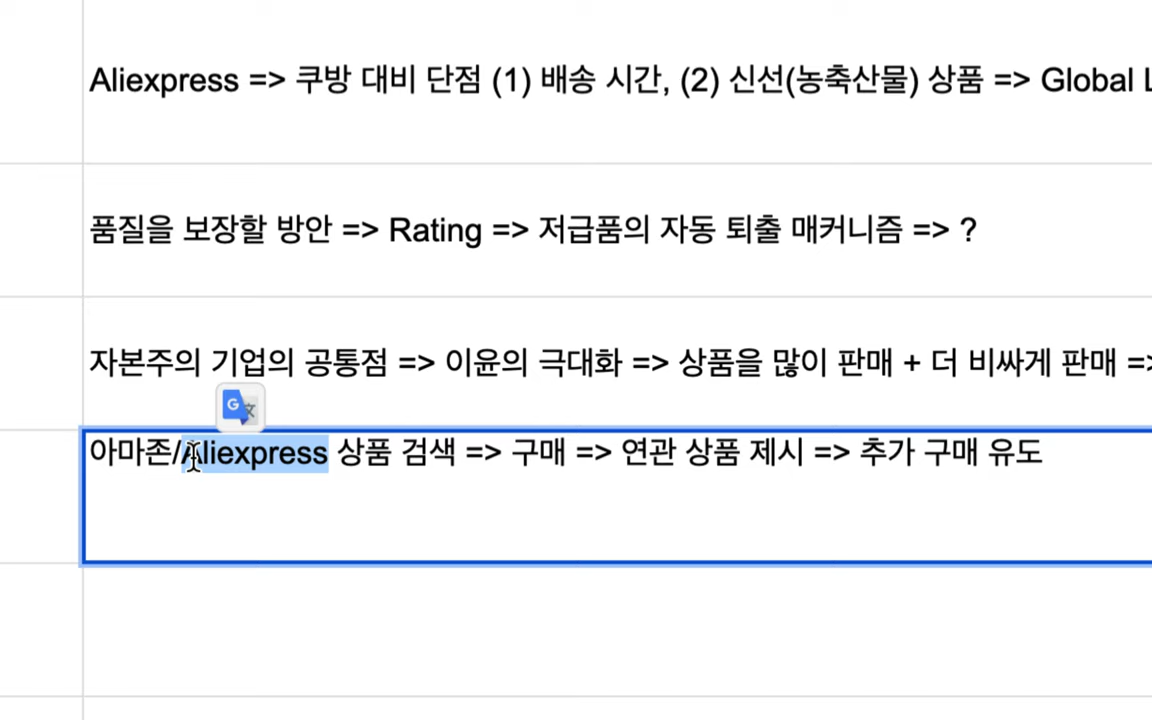 Aliexpress => 쿠방 대비 단점 (1) 배송 시간, (2) 신선(농축산물) 상품 => Global
품질을 보장할 방안 => Rating => 저급품의 자동 퇴출 매커니즘 => ?
자본주의 기업의 공통점 => 이윤의 극대화 => 상품을 많이 판매 + 더 비싸게 판매 =>
아마존/Aliexpress 상품 검색 => 구매 => 연관 상품 제시 => 추가 구매 유도